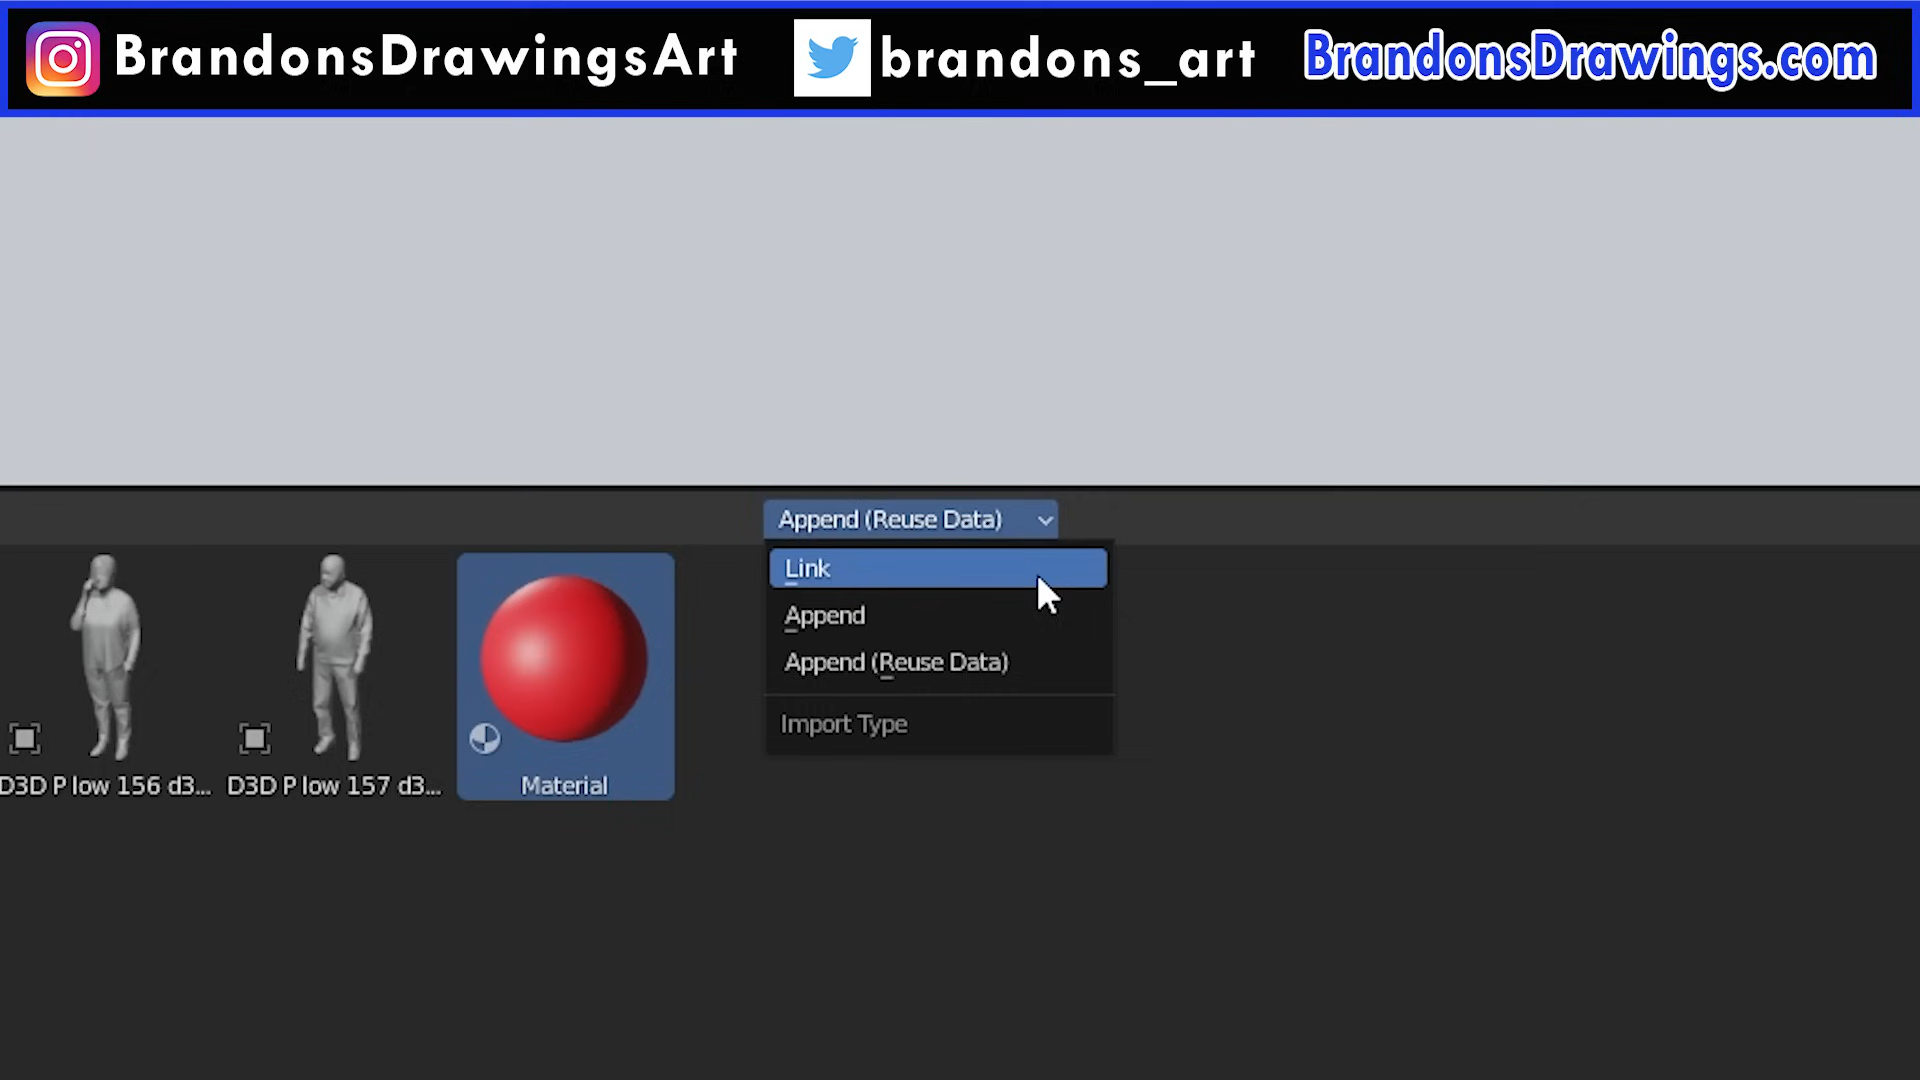 BrandonsDrawingsArt brandons_art BrandonsDrawings.com
Append (Reuse Data)
Link
Append
Append (Reuse Data)
Import Type
D3D P low 156 d3... D3D P low 157 d3... Material